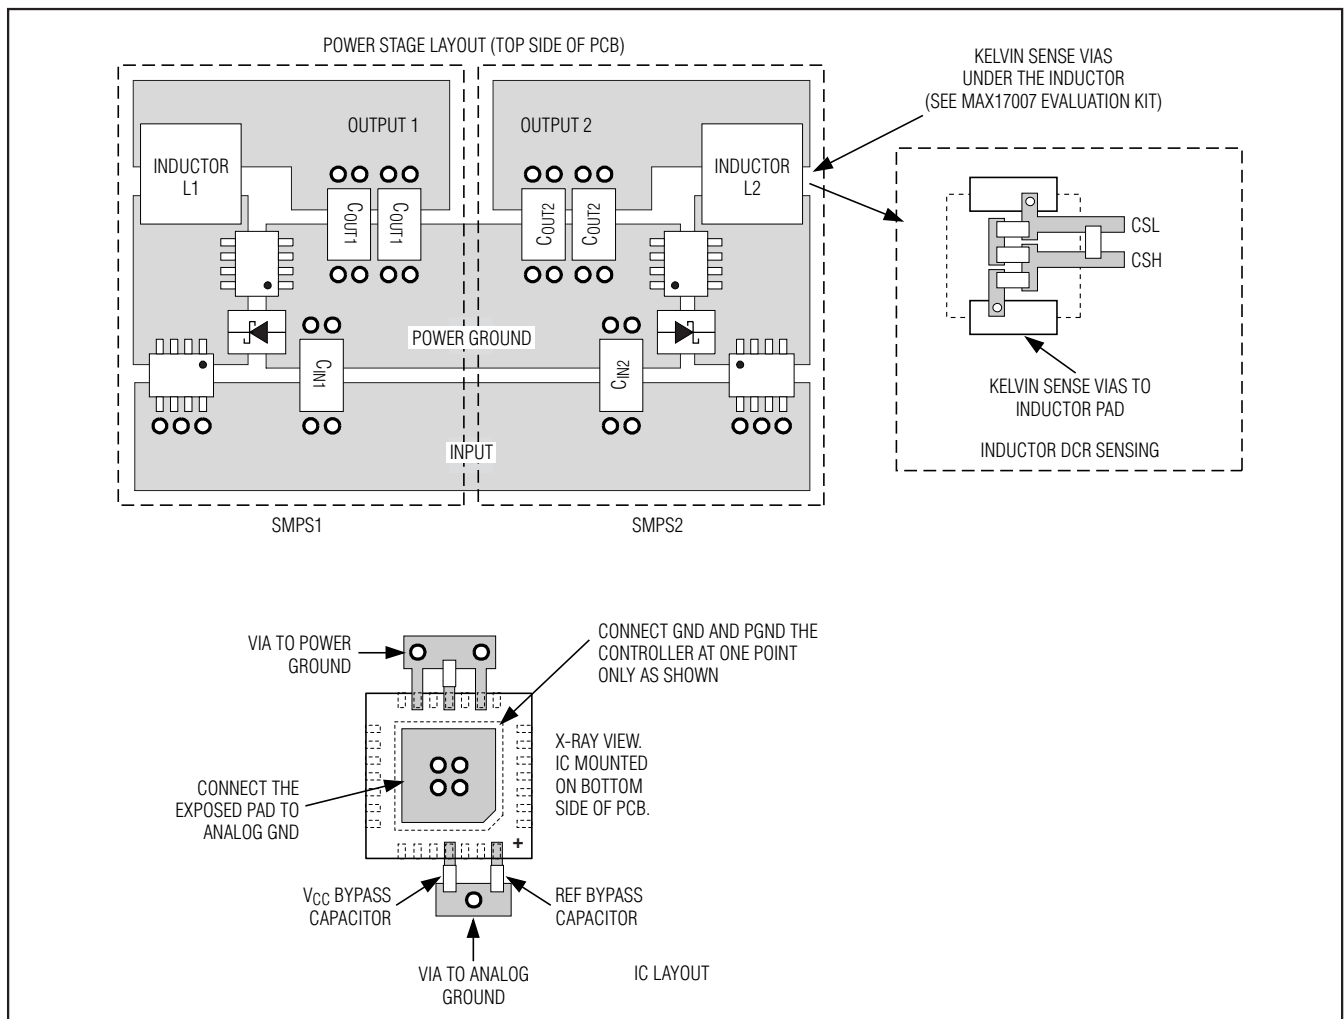 POWER STAGE LAYOUT (TOP SIDE OF PCB)
KELVIN SENSE VIAS
UNDER THE INDUCTOR
(SEE MAX17007 EVALUATION KIT)
OUTPUT 1
OUTPUT 2
INDUCTOR
L1
INDUCTOR
L2
COUT1
COUT1
COUT2
COUT2
CSL
CSH
POWER GROUND
CIN1
CIN2
KELVIN SENSE VIAS TO
INDUCTOR PAD
INPUT
INDUCTOR DCR SENSING
SMPS1
SMPS2
VIA TO POWER
GROUND
CONNECT GND AND PGND THE
CONTROLLER AT ONE POINT
ONLY AS SHOWN
X-RAY VIEW.
IC MOUNTED
ON BOTTOM
SIDE OF PCB.
CONNECT THE
EXPOSED PAD TO
ANALOG GND
+
VCC BYPASS
CAPACITOR
REF BYPASS
CAPACITOR
VIA TO ANALOG
GROUND
IC LAYOUT